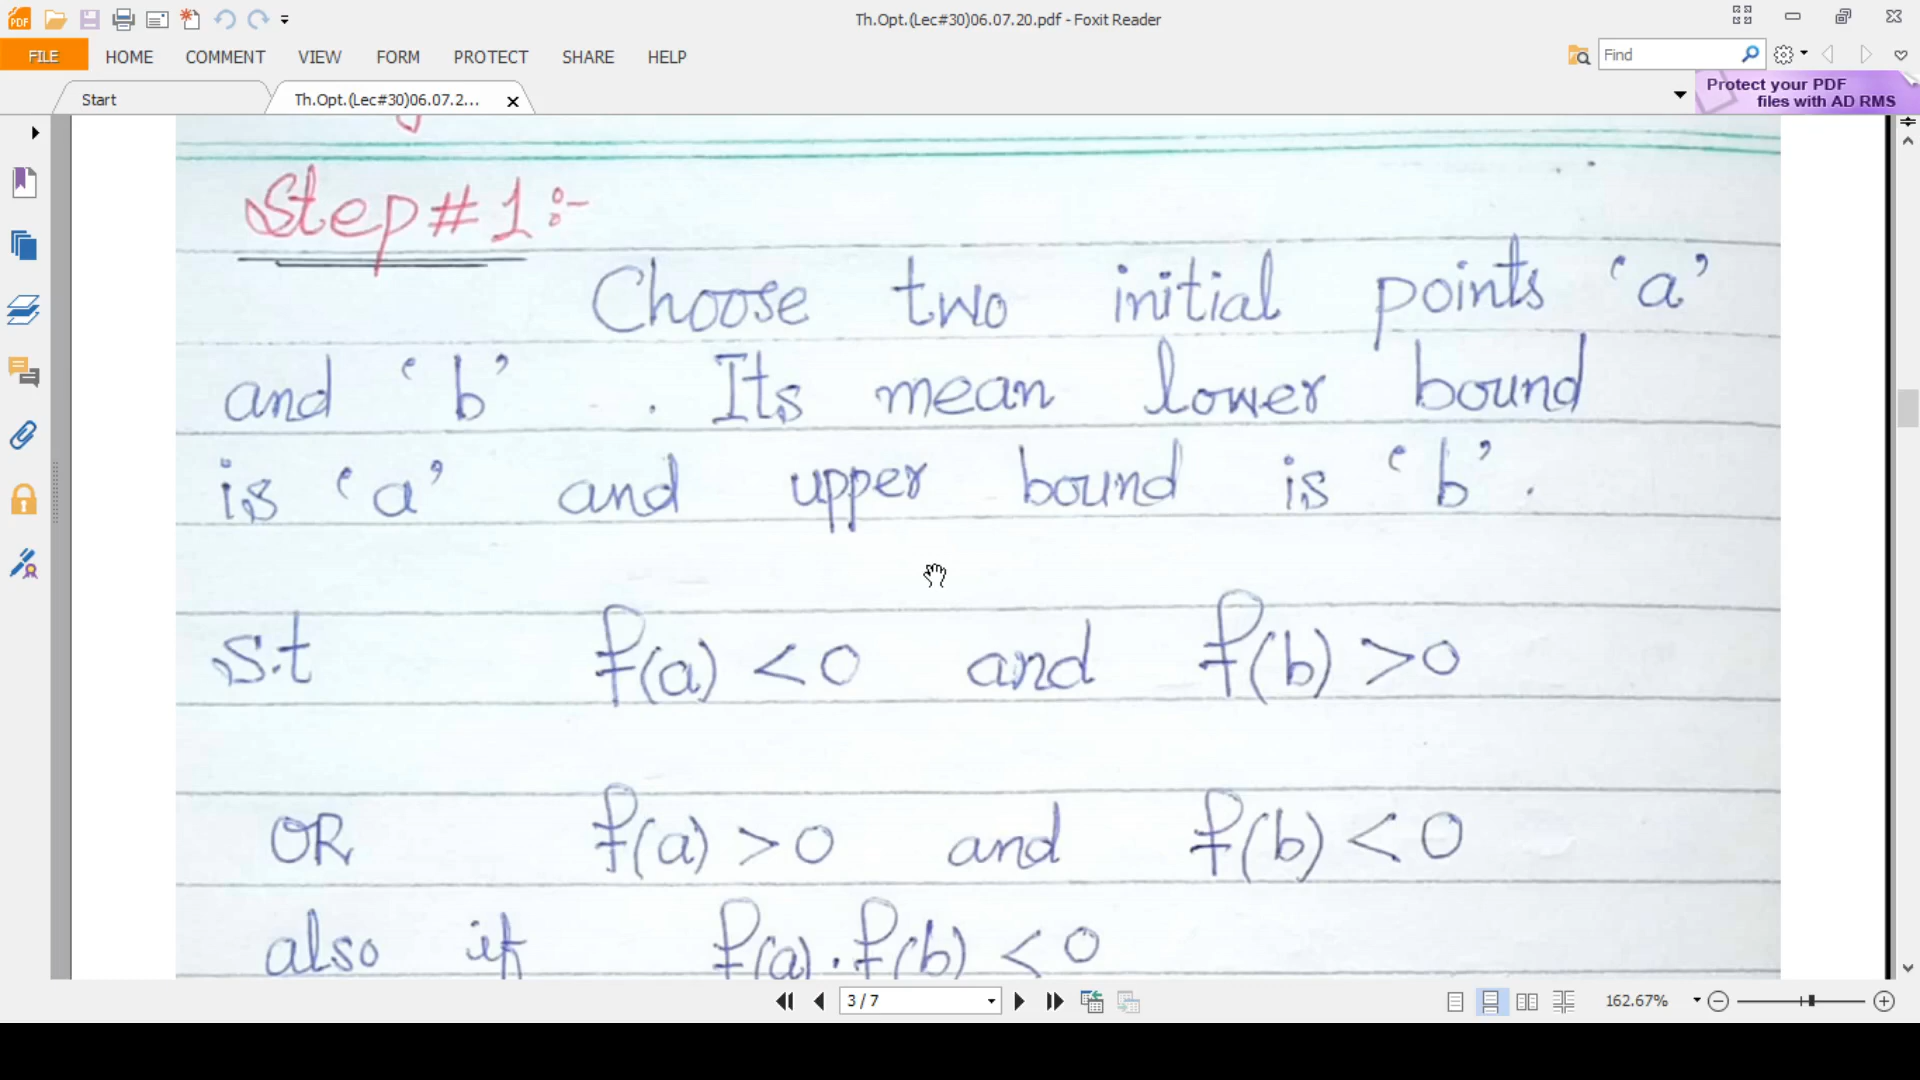 Th.Opt.(Lec#30)06.07.20.pdf - Foxit Reader
FILE HOME COMMENT VIEW FORM PROTECT SHARE HELP
Find
Start
Th.Opt.(Lec#30)06.07.2...
Protect your PDF
files with AD RMS
Step # 1 :-
Choose two initial points 'a'
and 'b' . Its mean lower bound
is 'a' and upper bound is 'b' .
s.t f(a) < 0 and f(b) > 0
OR f(a) > 0 and f(b) < 0
also if f(a) . f(b) < 0
3 / 7
162.67%